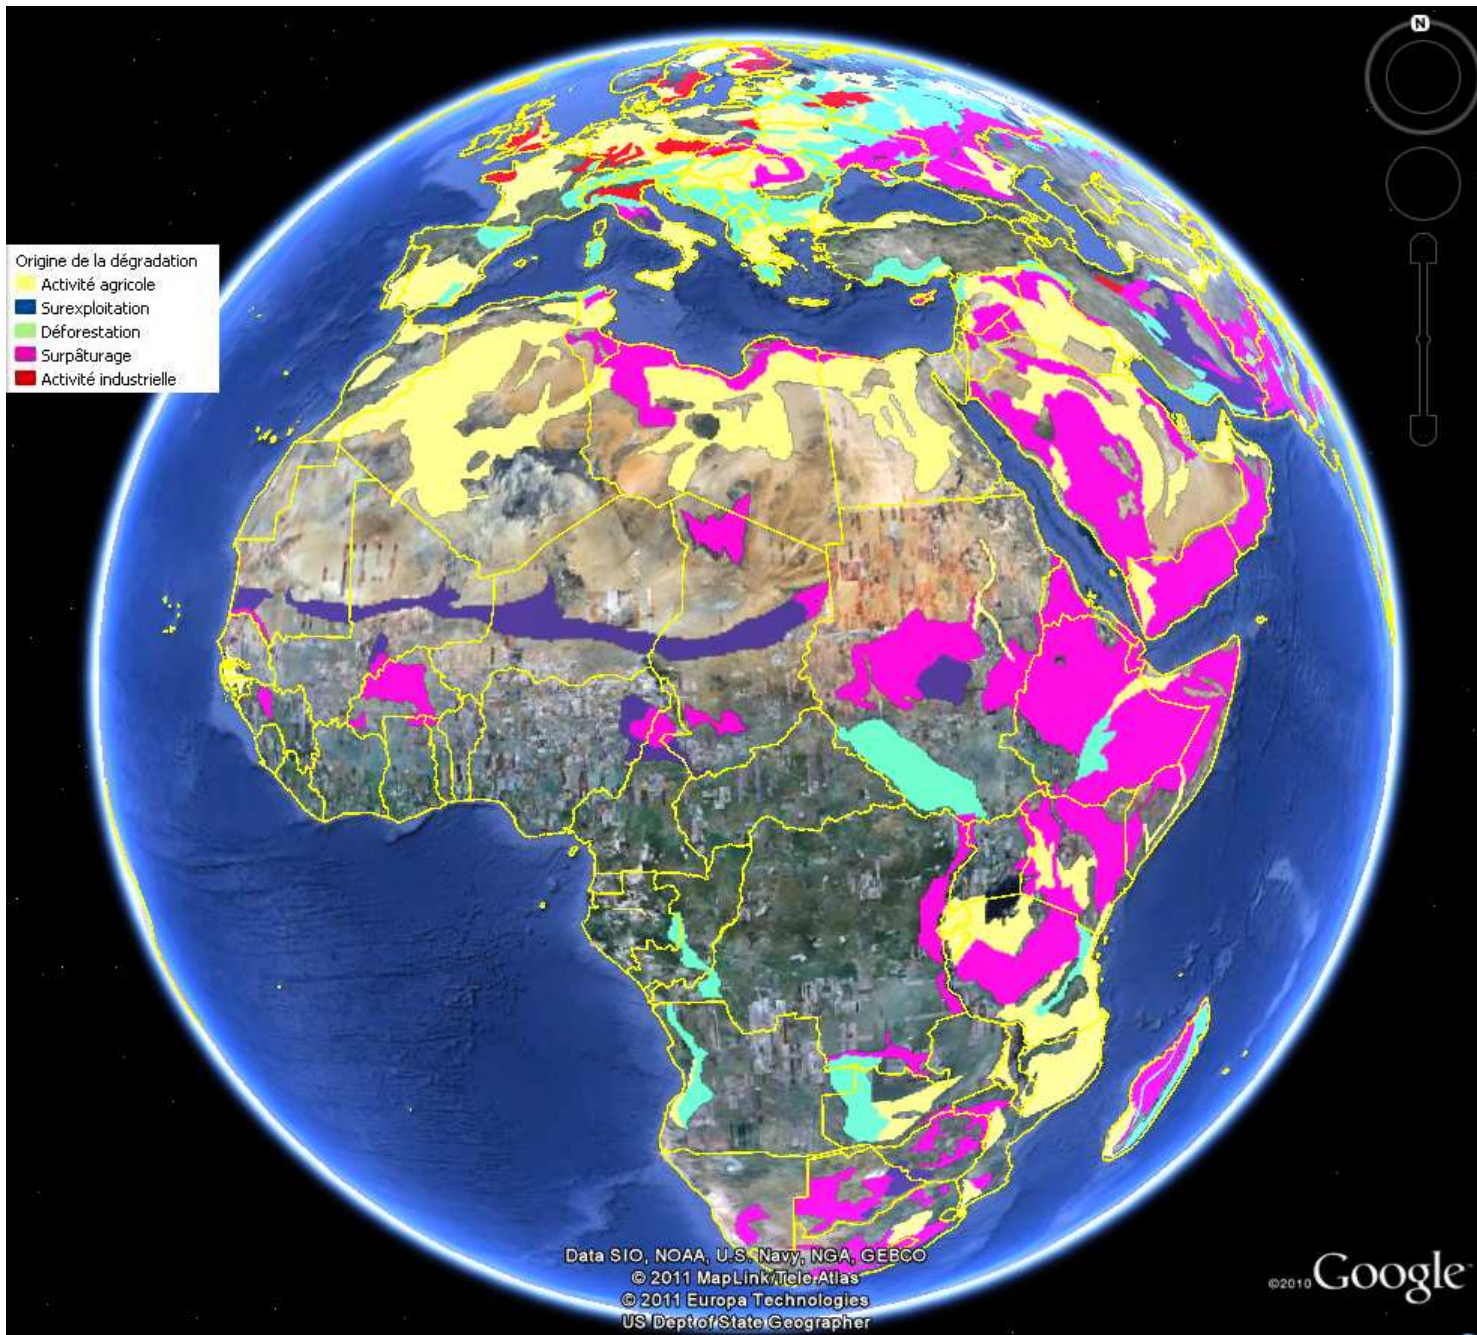 N
Origine de la dégradation
Activité agricole
Surexploitation
Déforestation
Surpâturage
Activité industrielle
Data SIO, NOAA, U.S. Navy, NGA, GEBCO
© 2011 MapLink/Tele Atlas
© 2011 Europa Technologies
US Dept of State Geographer
©2010 Google